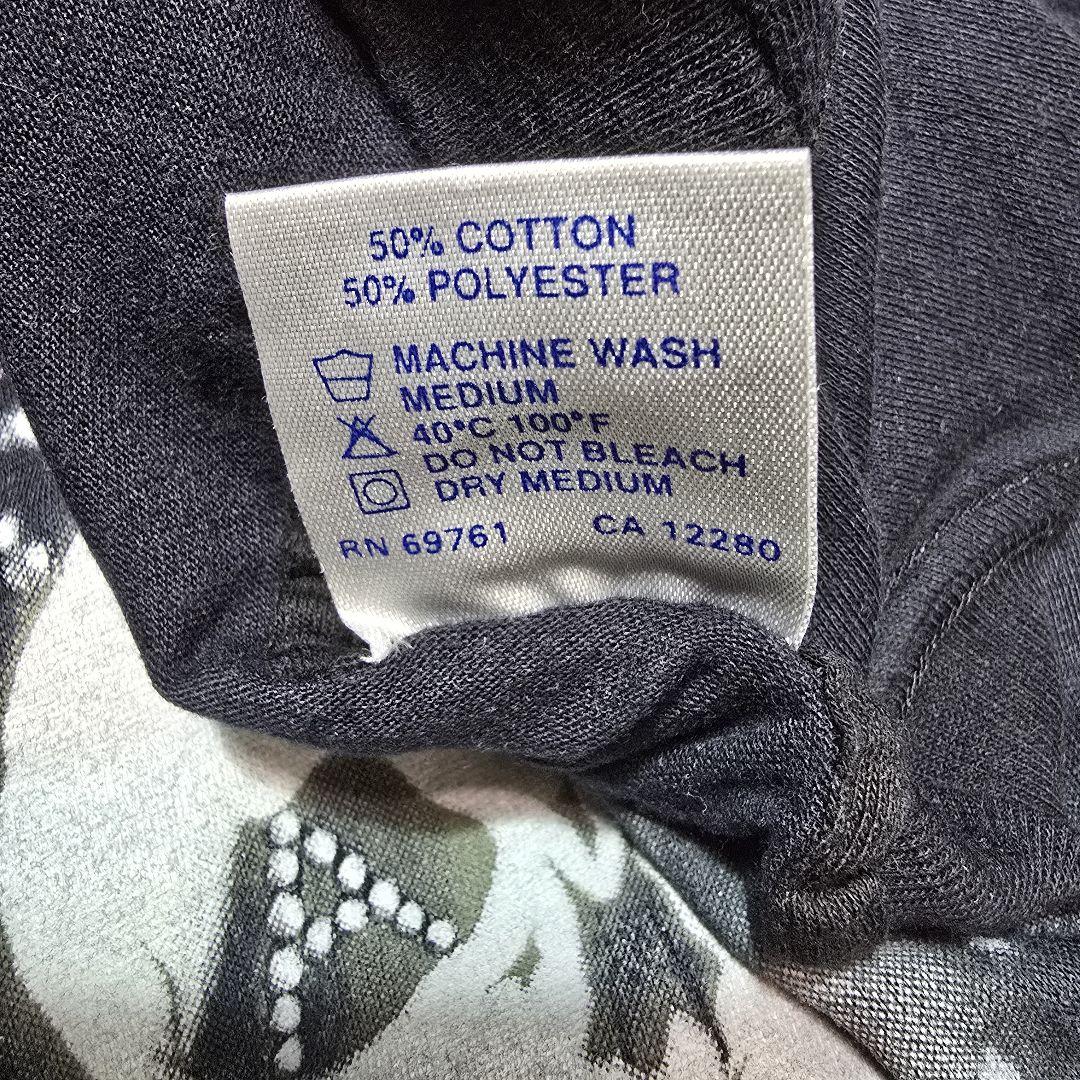 50% COTTON
50% POLYESTER
MACHINE WASH
MEDIUM
40°C 100°F
DO NOT BLEACH
DRY MEDIUM
RN 69761 CA 12280